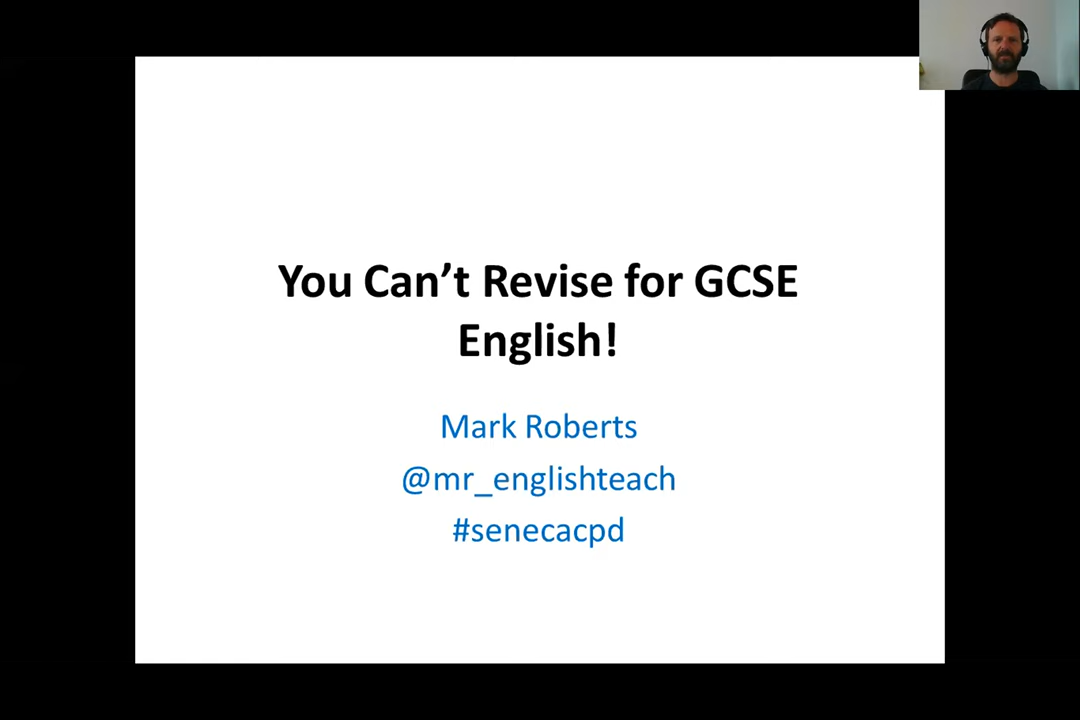 You Can’t Revise for GCSE
English!
Mark Roberts
@mr_englishteach
#senecacpd